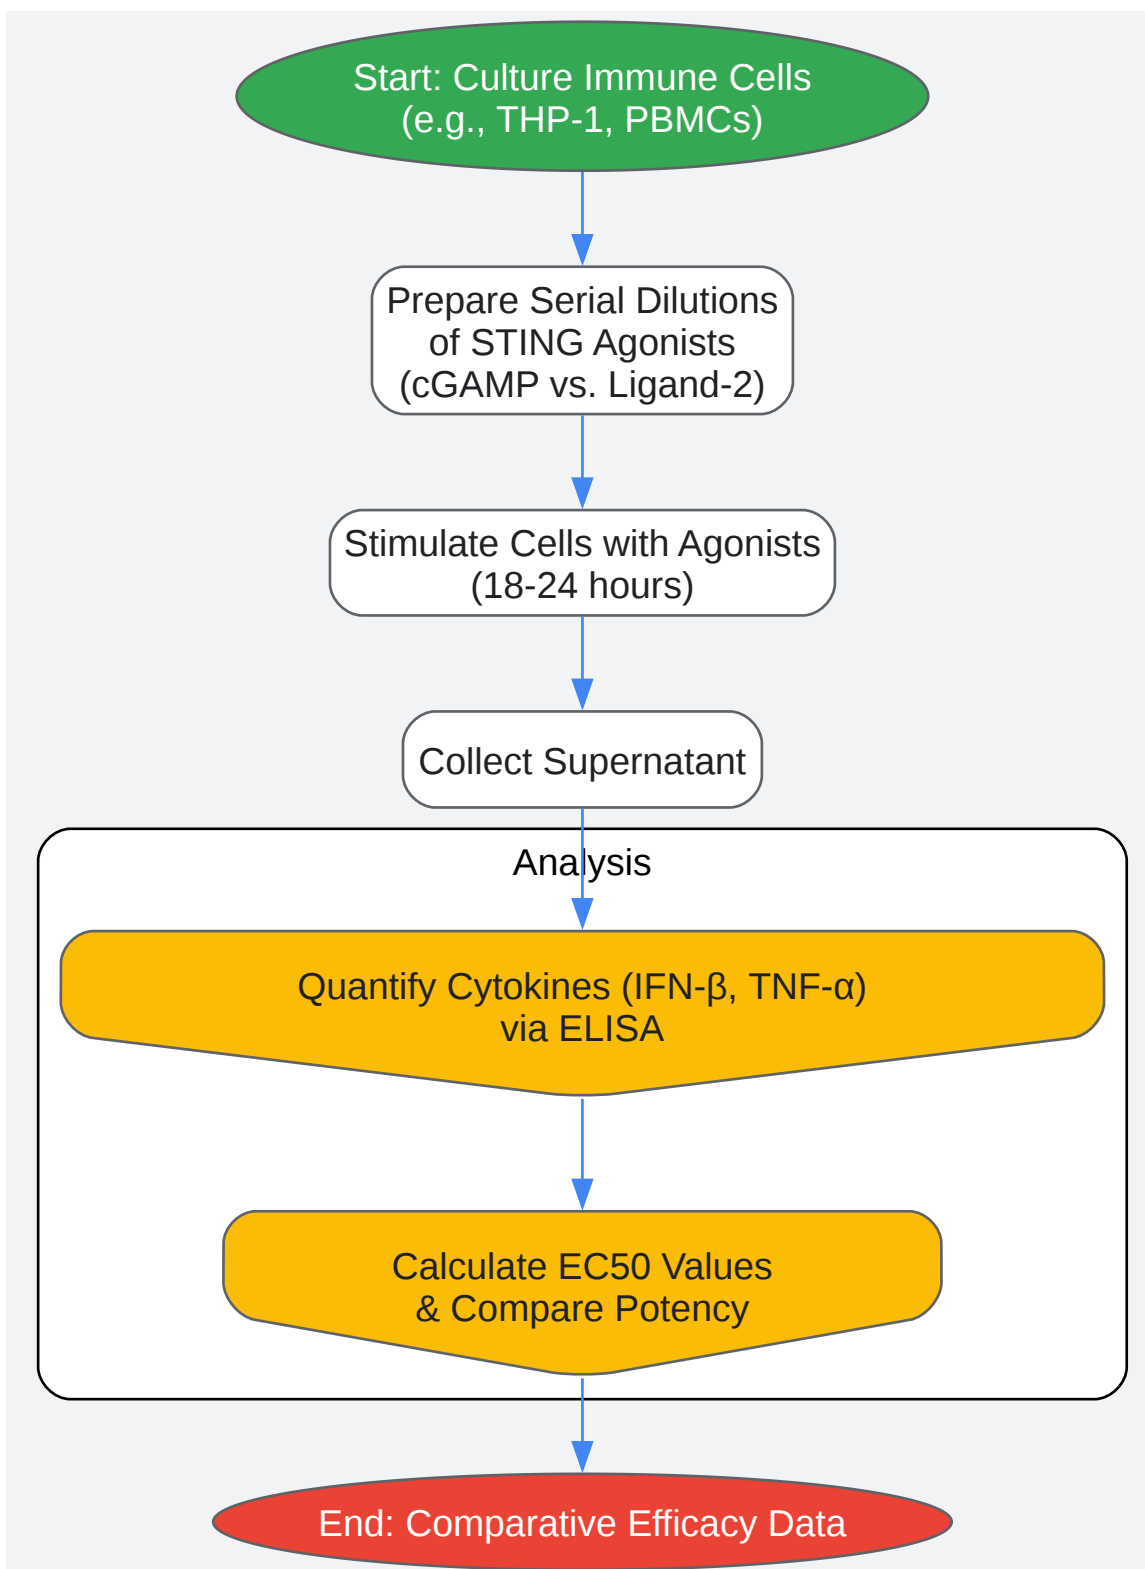 Start: Culture Immune Cells
(e.g., THP-1, PBMCs)
Prepare Serial Dilutions
of STING Agonists
(cGAMP vs. Ligand-2)
Stimulate Cells with Agonists
(18-24 hours)
Collect Supernatant
Analysis
Quantify Cytokines (IFN-β, TNF-α)
via ELISA
Calculate EC50 Values
& Compare Potency
End: Comparative Efficacy Data